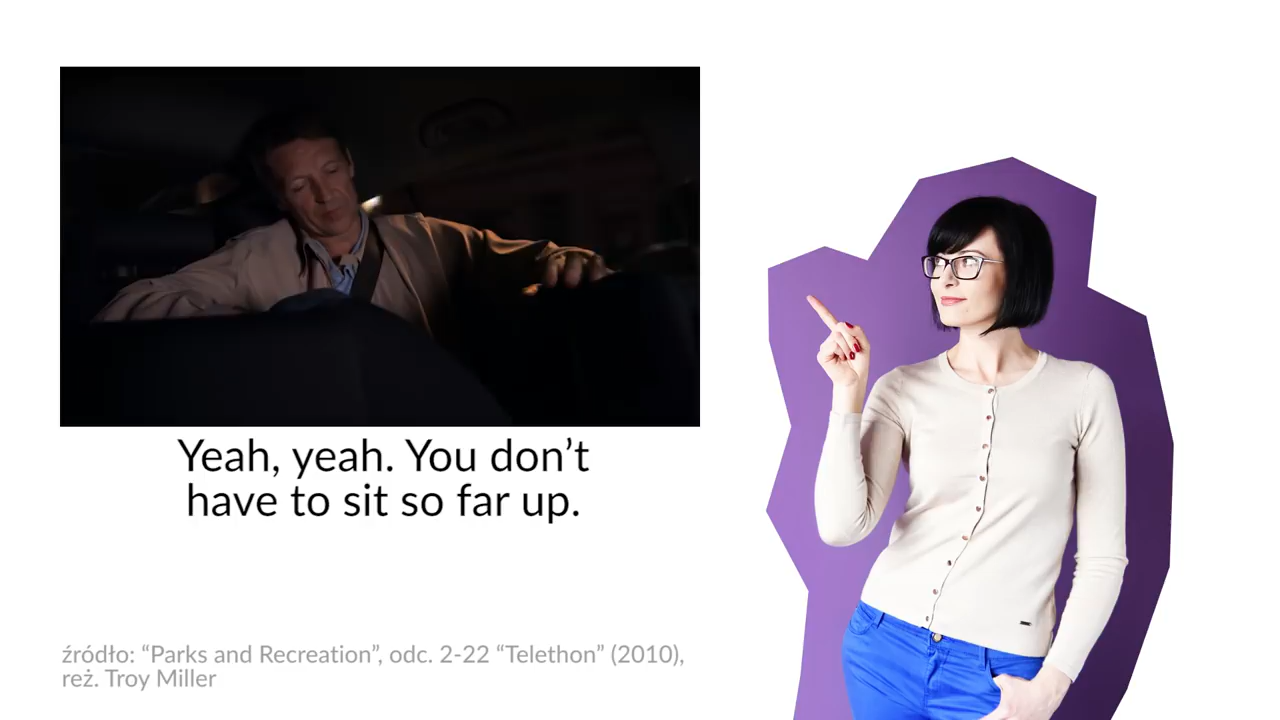 Yeah, yeah. You don’t
have to sit so far up.
źródło: “Parks and Recreation”, odc. 2-22 “Telethon” (2010),
reż. Troy Miller